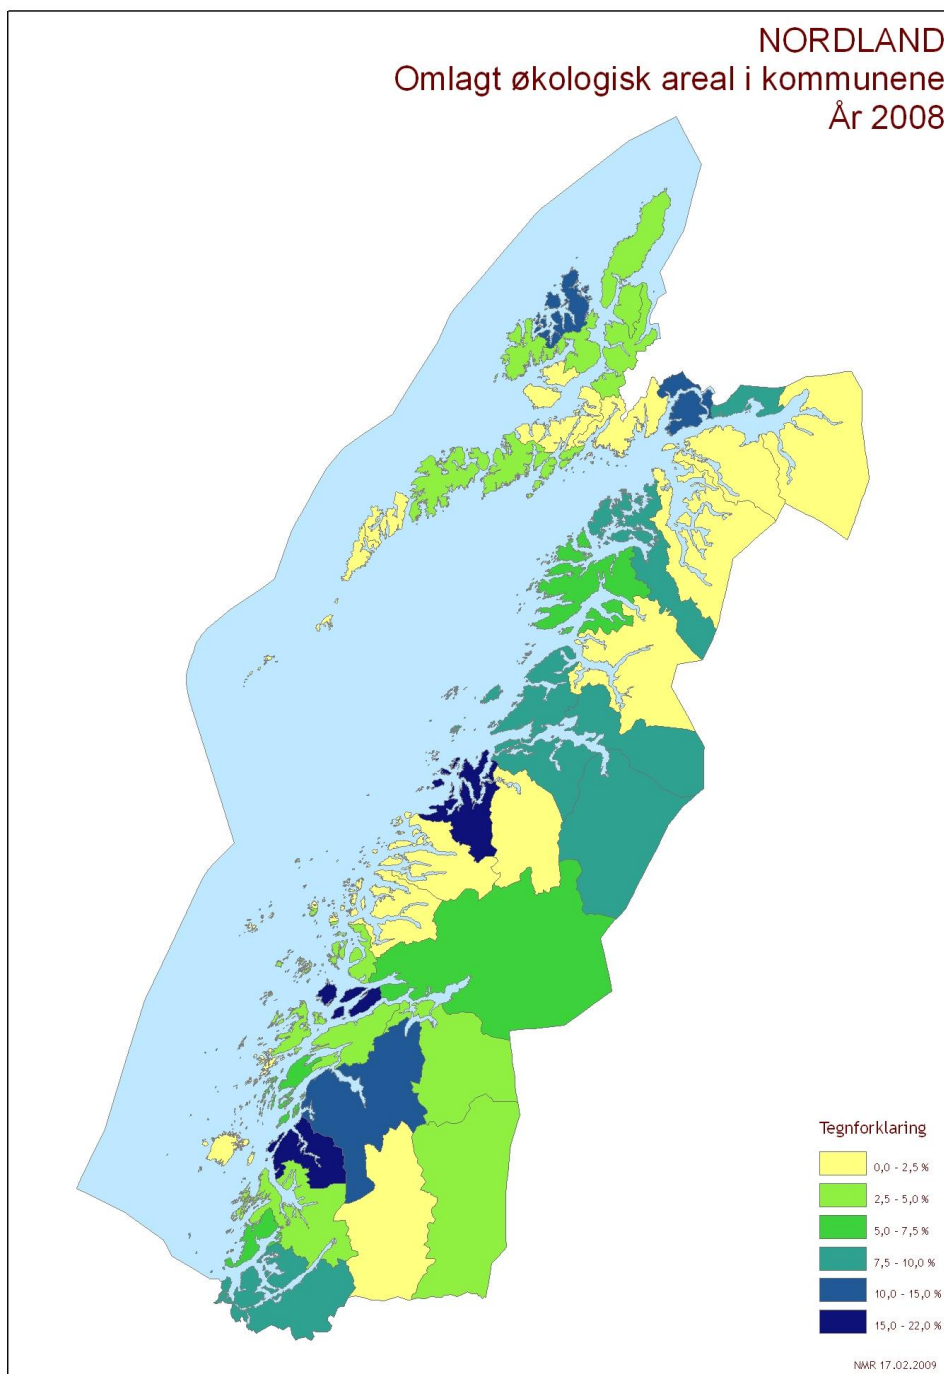 NORDLAND
Omlagt økologisk areal i kommunene
År 2008
Tegnforklaring
0,0 - 2,5 %
2,5 - 5,0 %
5,0 - 7,5 %
7,5 - 10,0 %
10,0 - 15,0 %
15,0 - 22,0 %
NMR 17.02.2009